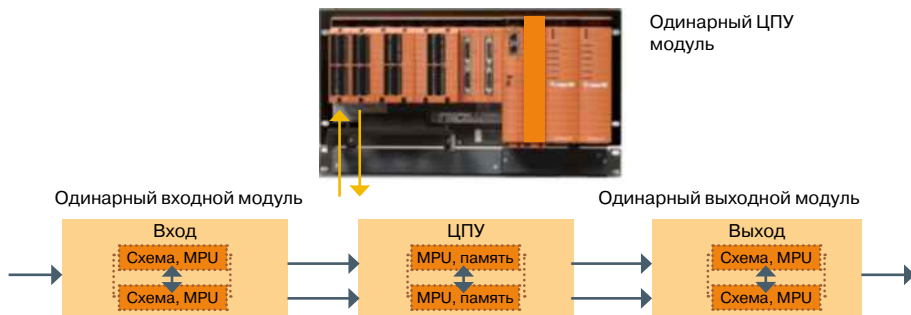 Одинарный ЦПУ
модуль
Одинарный входной модуль
Одинарный выходной модуль
Вход
ЦПУ
Выход
Схема, MPU
MPU, память
Схема, MPU
Схема, MPU
MPU, память
Схема, MPU